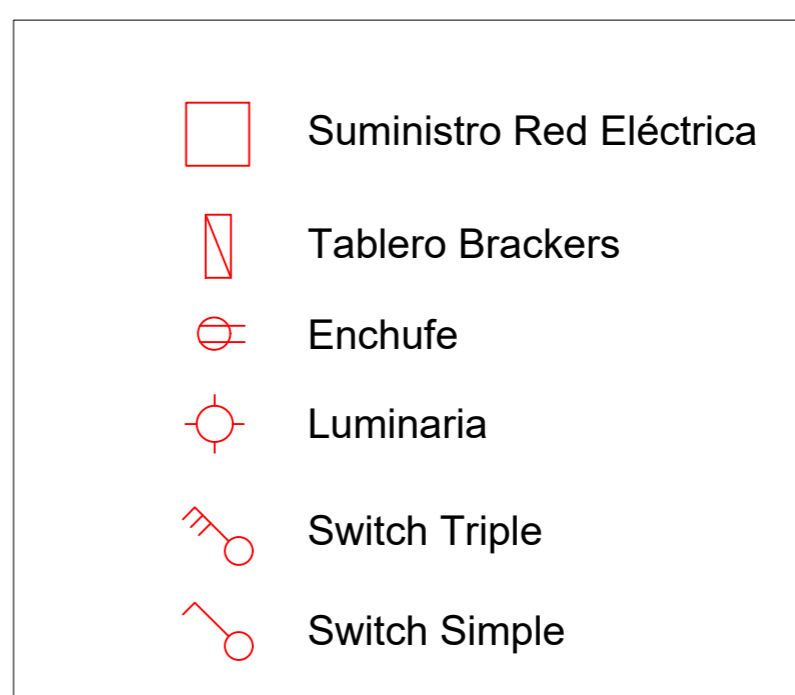 Suministro Red Eléctrica
Tablero Brackers
Enchufe
Luminaria
Switch Triple
Switch Simple